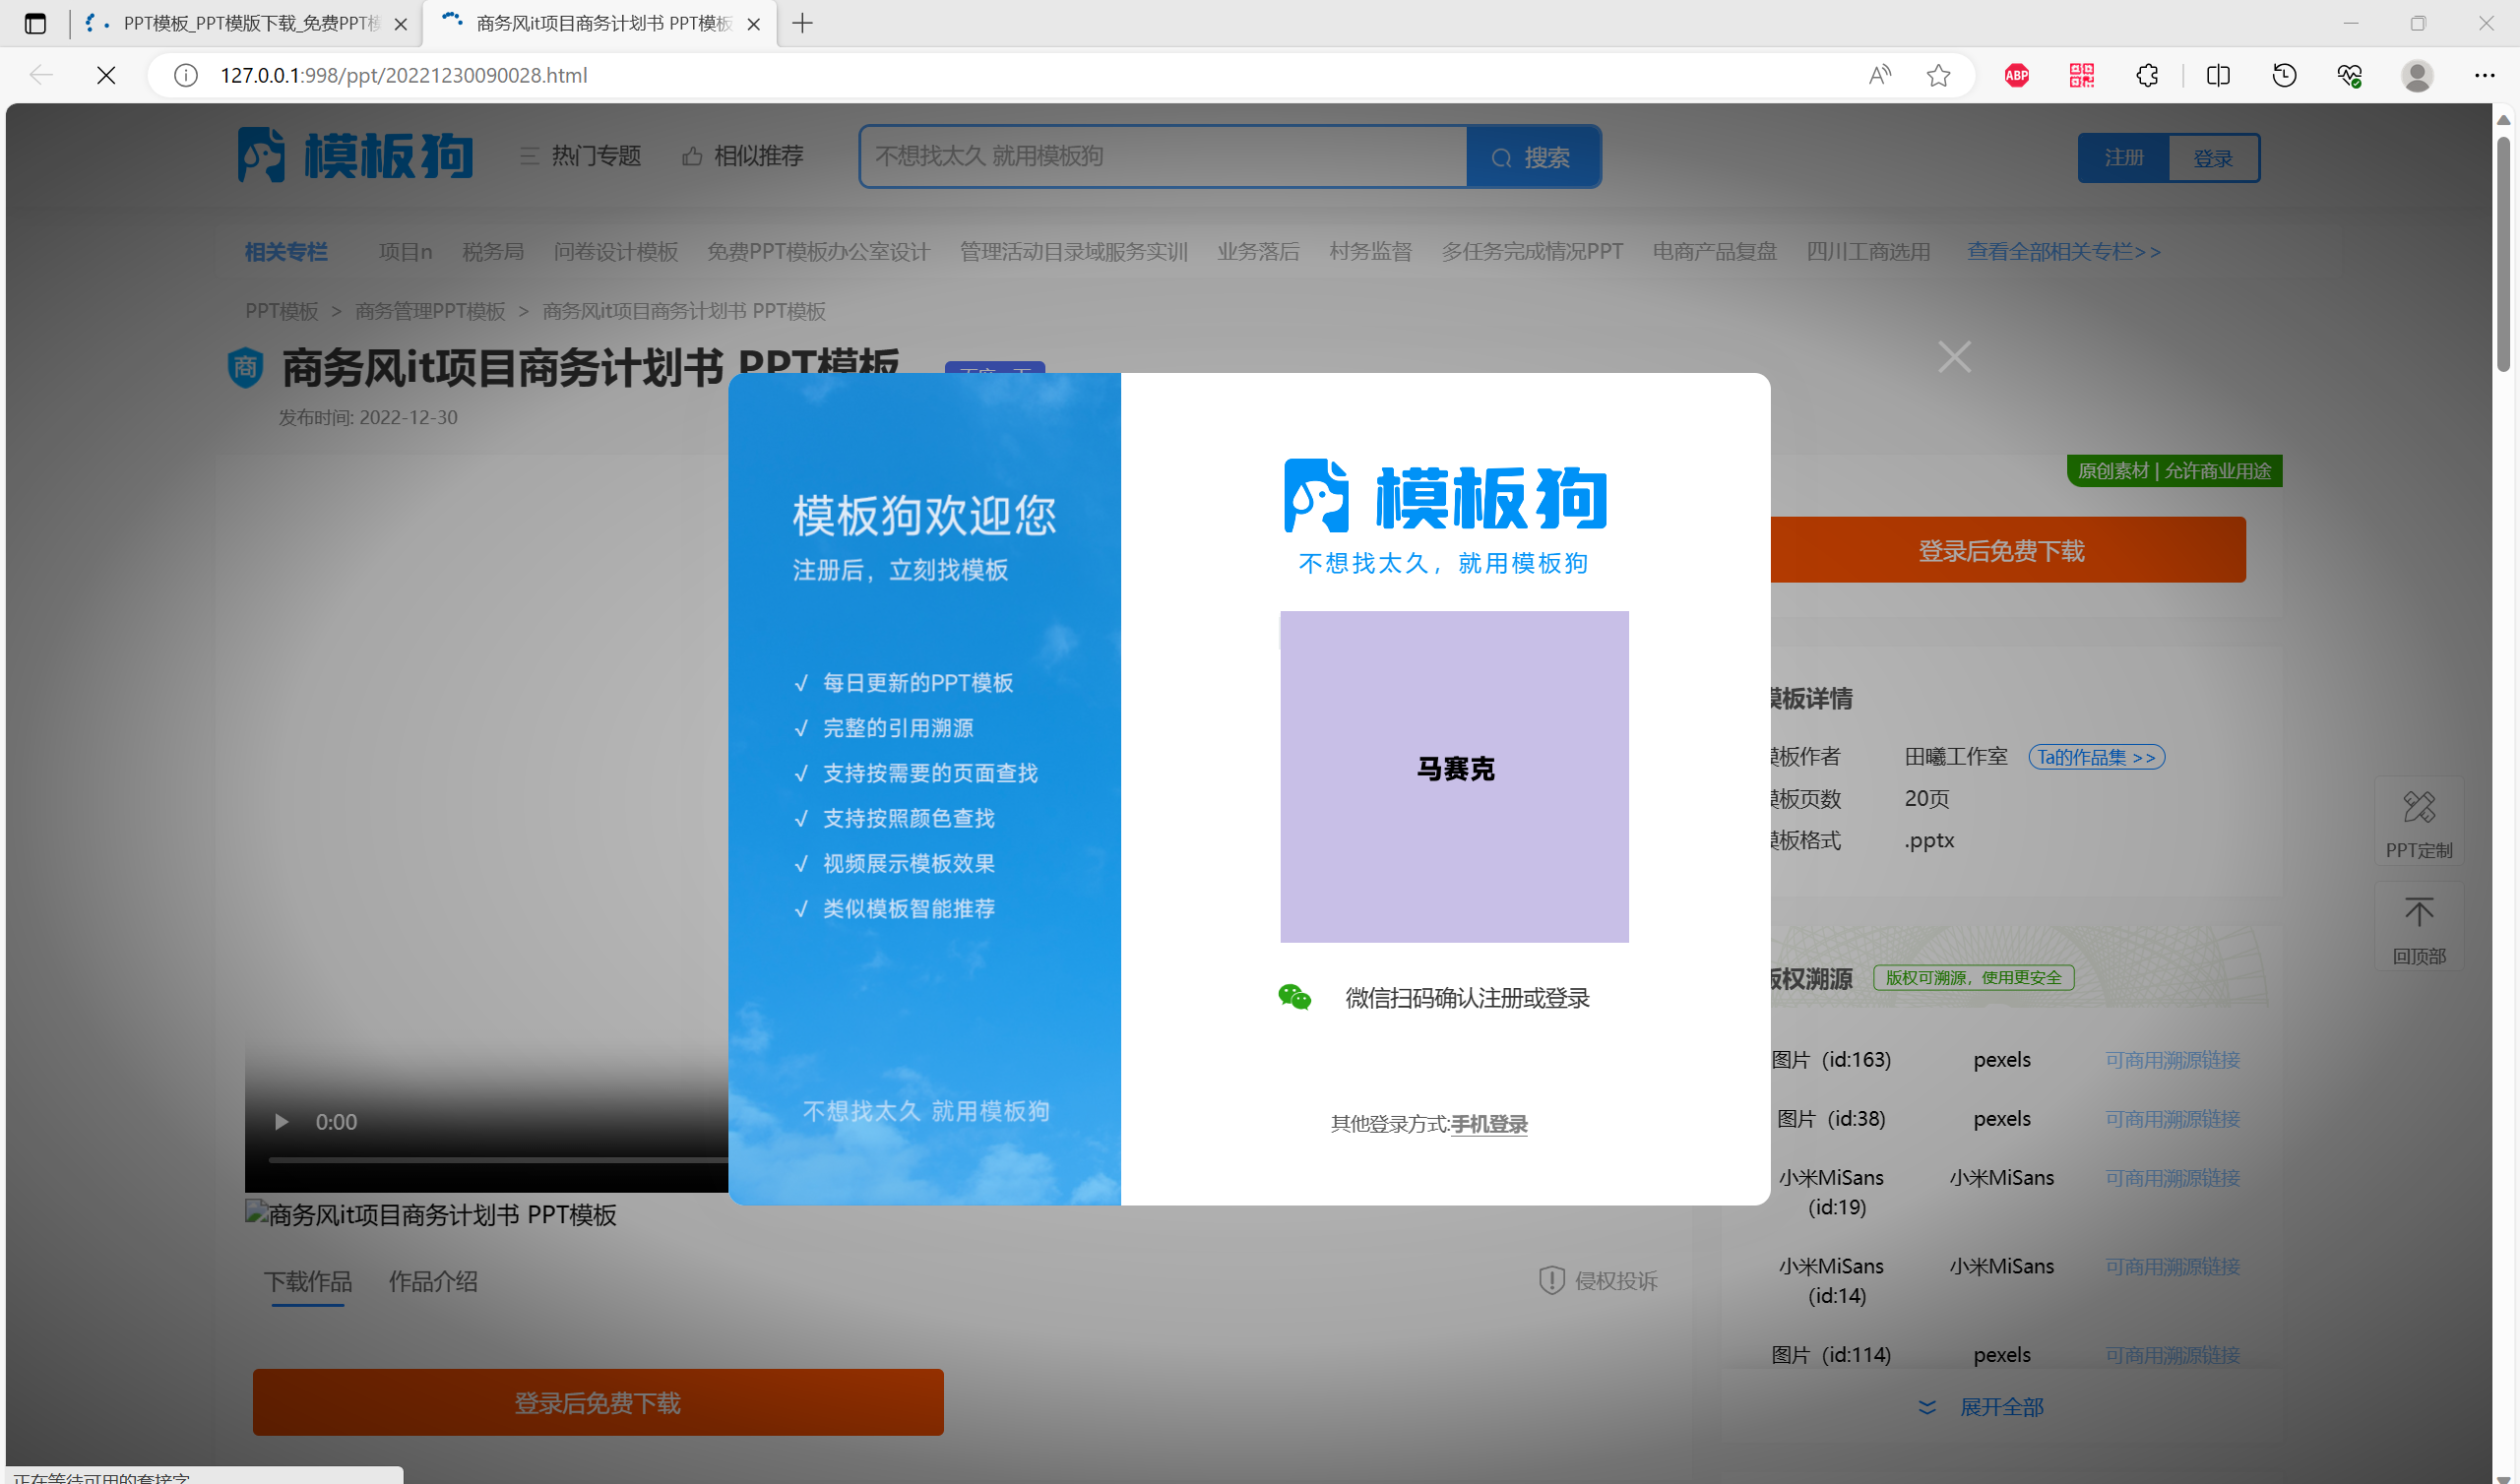 PPT模板_PPT模版下载_免费PPT模
商务风it项目商务计划书 PPT模板
127.0.0.1:998/ppt/20221230090028.html
ABP
模板狗
热门专题
相似推荐
不想找太久 就用模板狗
搜索
注册
登录
相关专栏
项目n
税务局
问卷设计模板
免费PPT模板办公室设计
管理活动目录域服务实训
业务落后
村务监督
多任务完成情况PPT
电商产品复盘
四川工商选用
查看全部相关专栏>>
PPT模板 > 商务管理PPT模板 > 商务风it项目商务计划书 PPT模板
商
商务风it项目商务计划书 PPT模板
发布时间: 2022-12-30
原创素材 | 允许商业用途
登录后免费下载
模板狗欢迎您
注册后，立刻找模板
√ 每日更新的PPT模板
√ 完整的引用溯源
√ 支持按需要的页面查找
√ 支持按照颜色查找
√ 视频展示模板效果
√ 类似模板智能推荐
不想找太久 就用模板狗
模板狗
不想找太久，就用模板狗
马赛克
微信扫码确认注册或登录
其他登录方式:手机登录
模板详情
模板作者 田曦工作室 Ta的作品集 >>
模板页数 20页
模板格式 .pptx
版权溯源 版权可溯源，使用更安全
图片（id:163) pexels 可商用溯源链接
图片（id:38) pexels 可商用溯源链接
小米MiSans (id:19) 小米MiSans 可商用溯源链接
小米MiSans (id:14) 小米MiSans 可商用溯源链接
图片（id:114) pexels 可商用溯源链接
展开全部
PPT定制
回顶部
0:00
商务风it项目商务计划书 PPT模板
下载作品
作品介绍
侵权投诉
登录后免费下载
正在等待可用的套接字